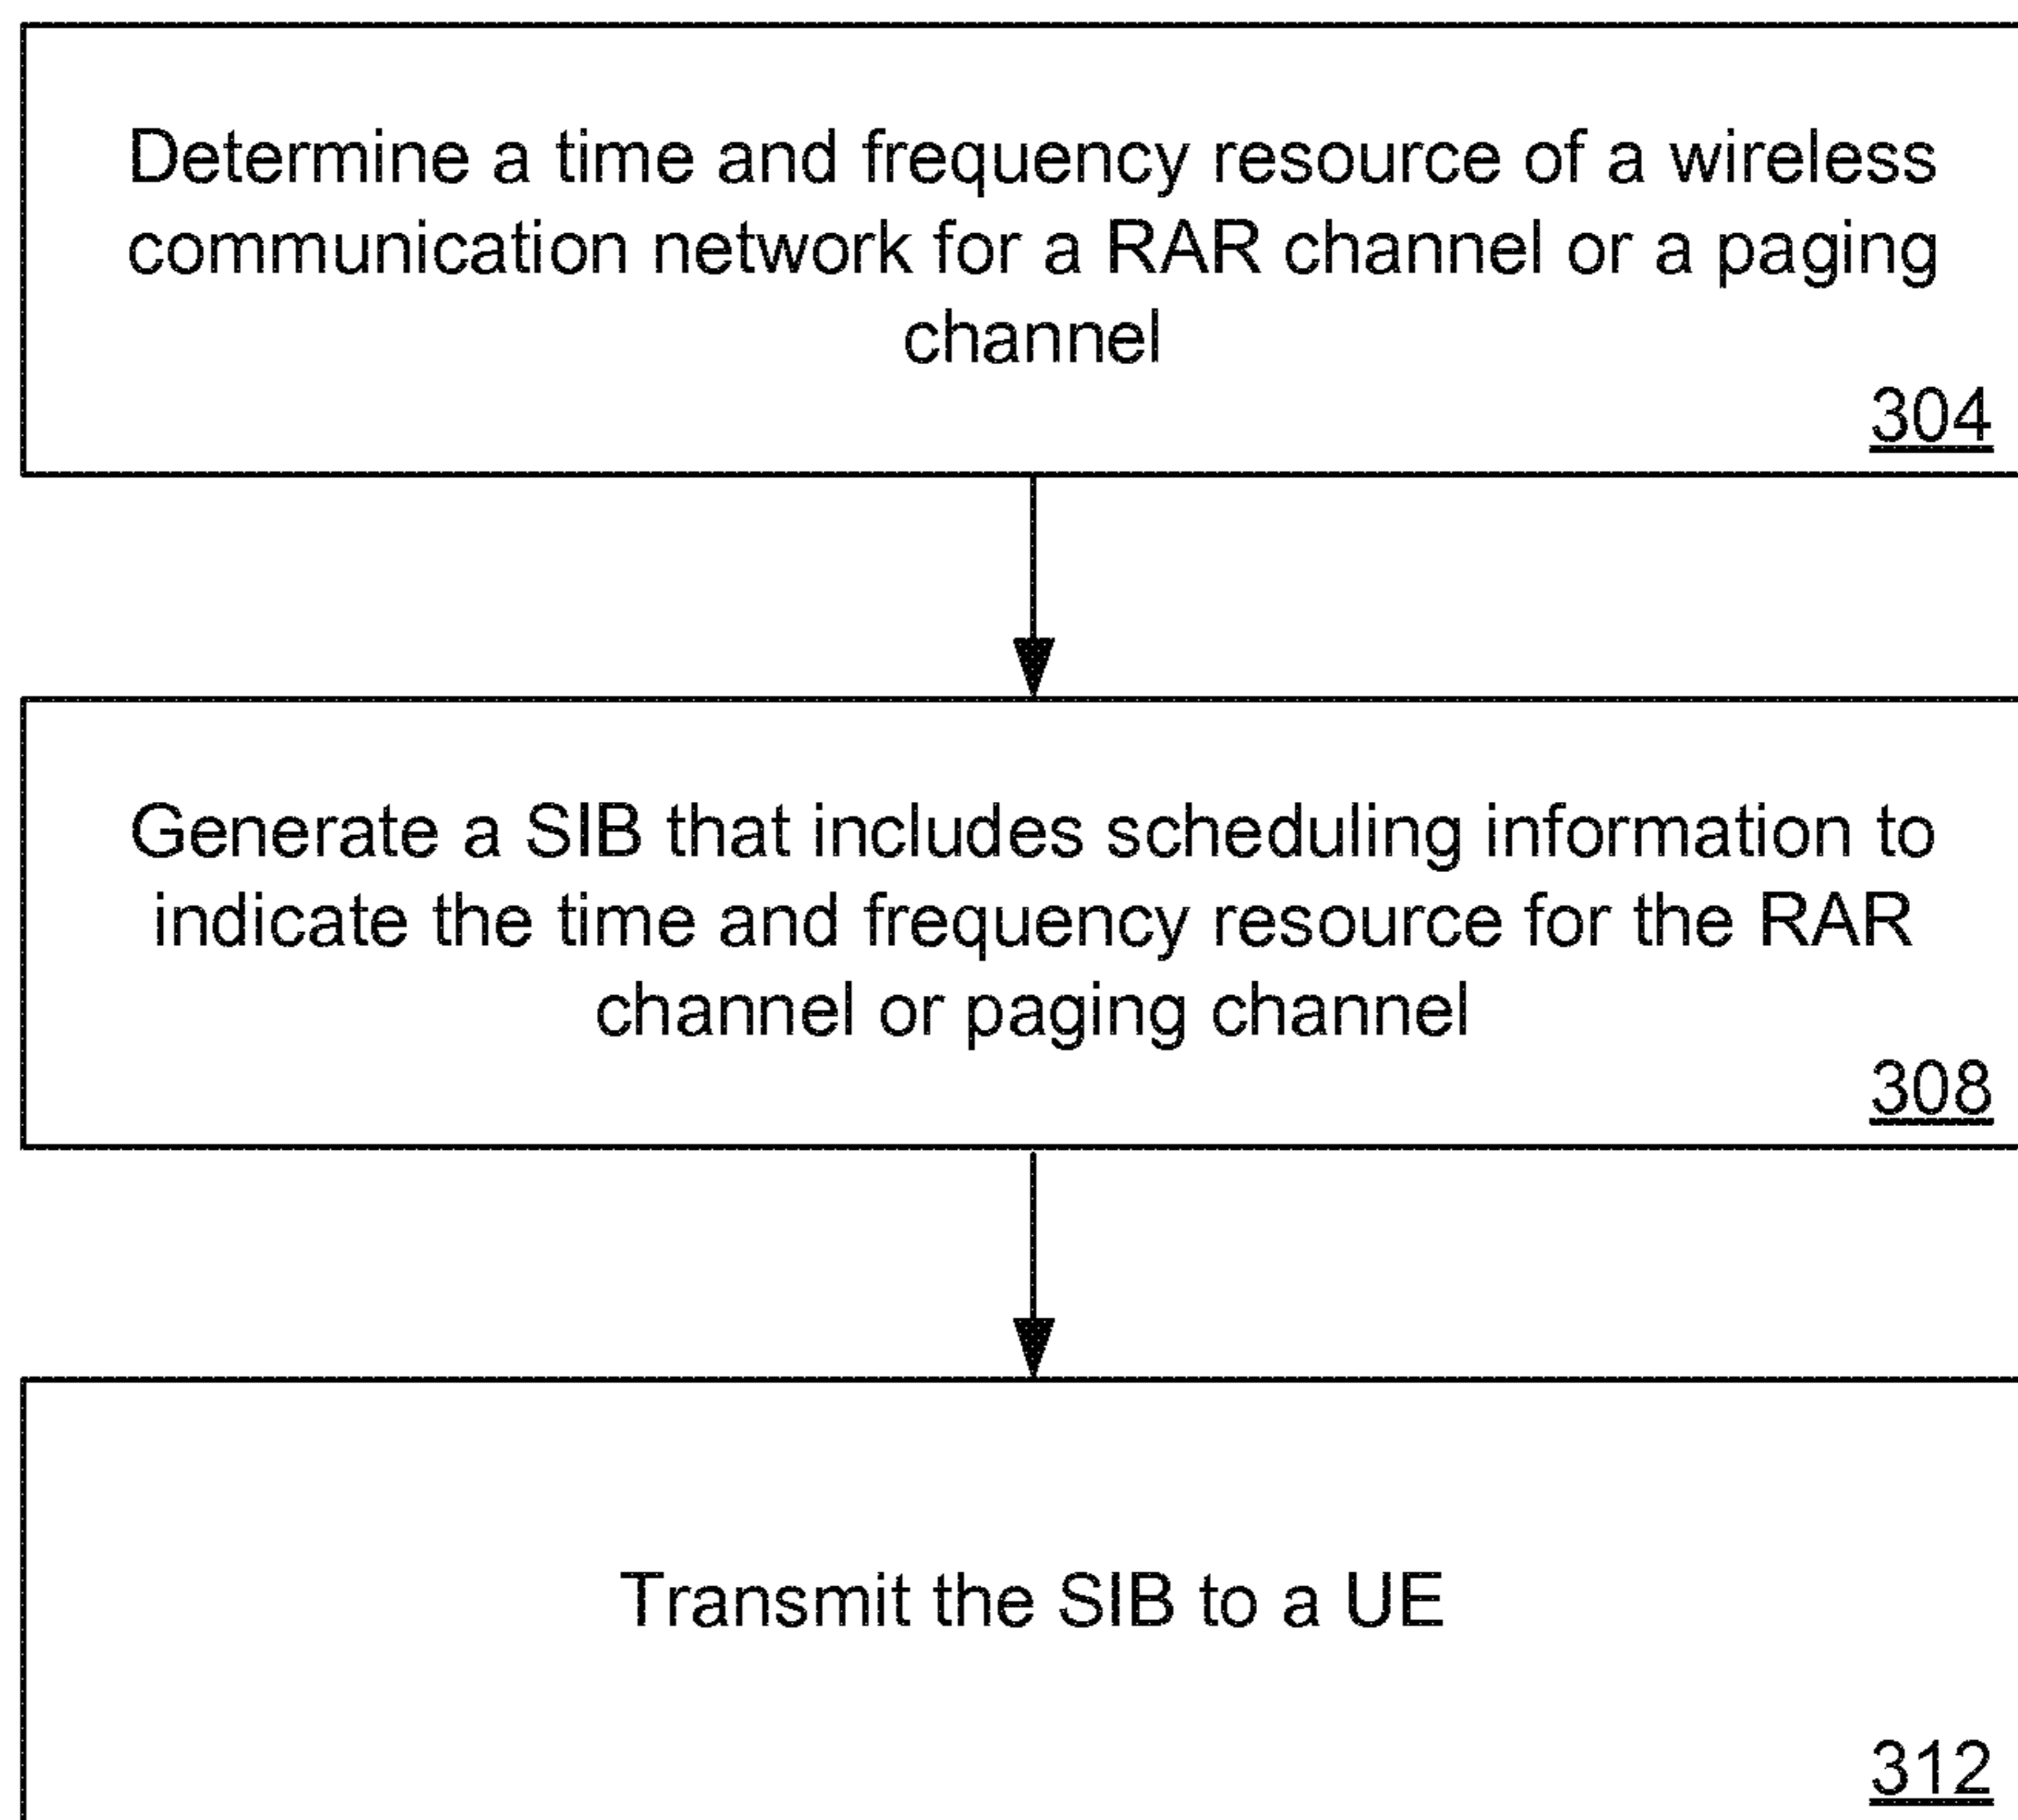 Determine a time and frequency resource of a wireless
communication network for a RAR channel or a paging
channel
304
Generate a SIB that includes scheduling information to
indicate the time and frequency resource for the RAR
channel or paging channel
308
Transmit the SIB to a UE
312